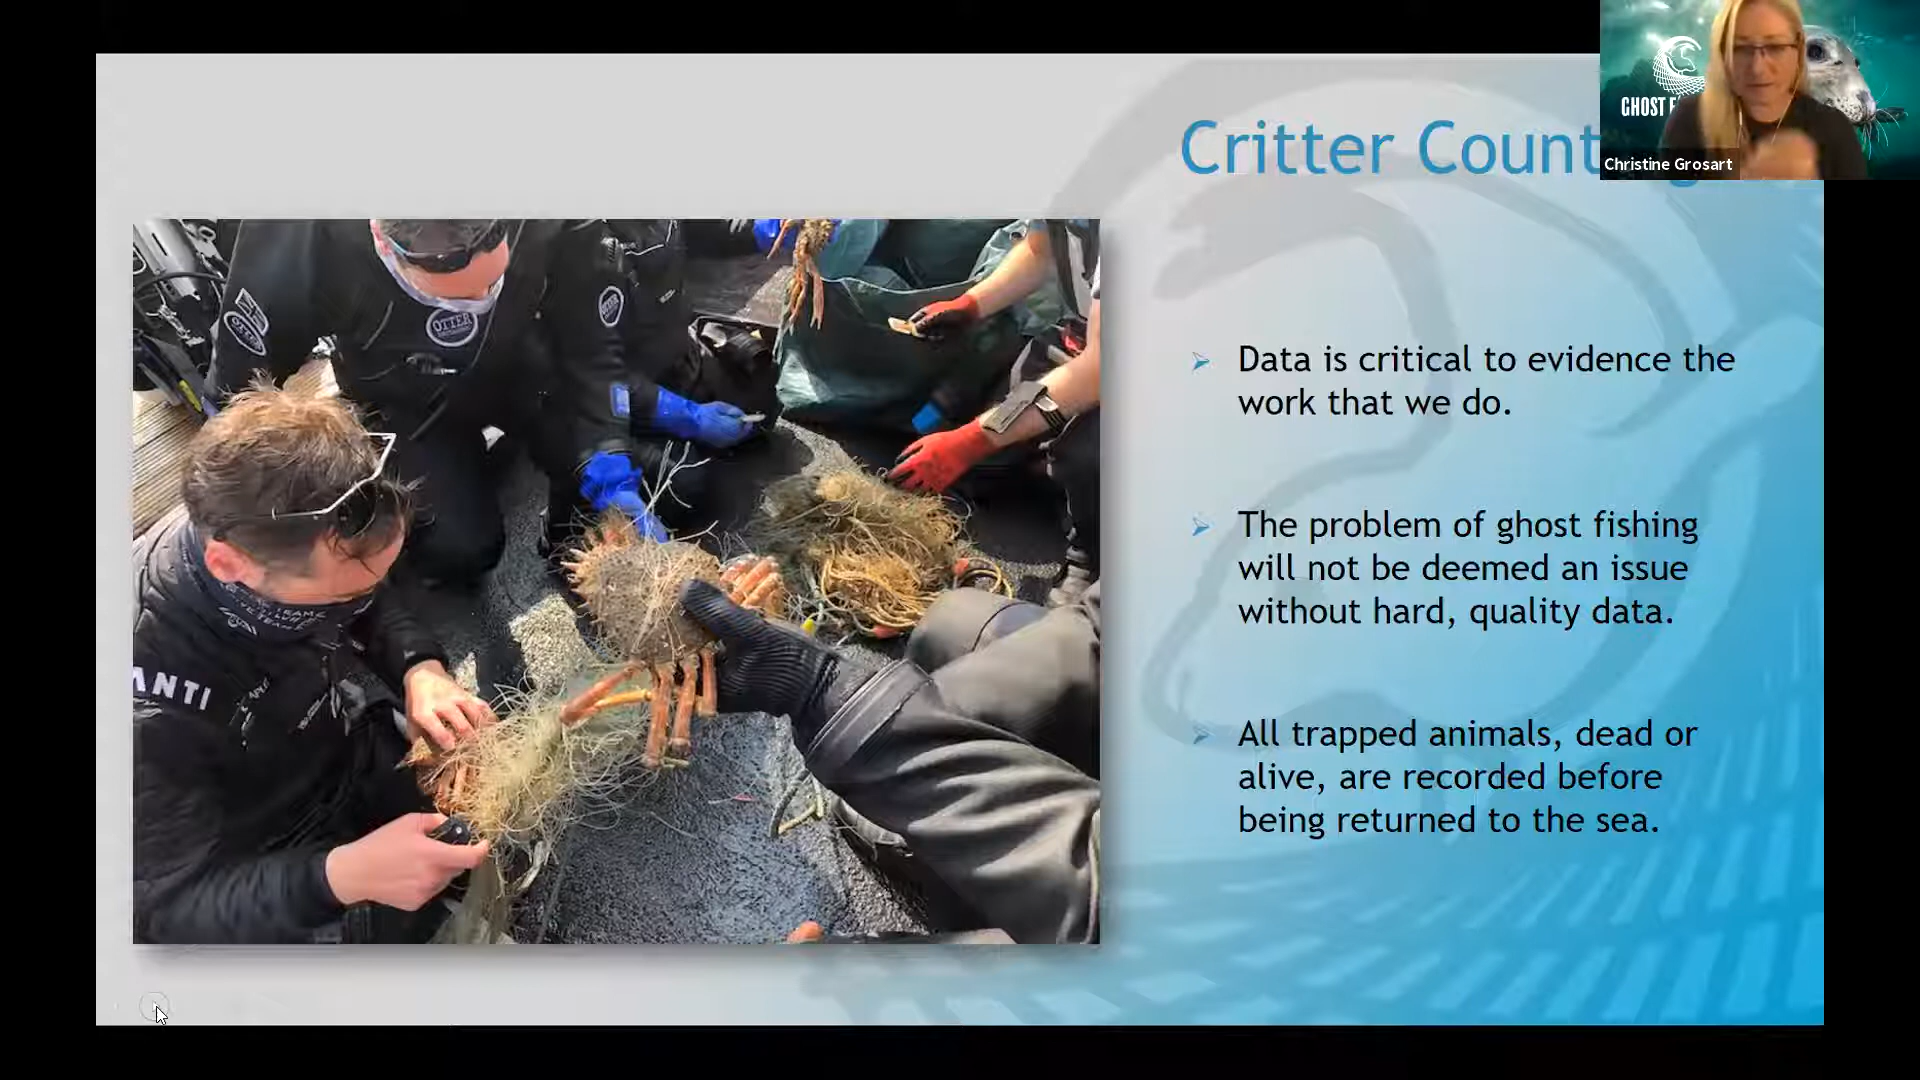 GHOST
Critter Count
Christine Grosart
Data is critical to evidence the
work that we do.
The problem of ghost fishing
will not be deemed an issue
without hard, quality data.
All trapped animals, dead or
alive, are recorded before
being returned to the sea.
OTTER
OTTER
OTTER
ANTI